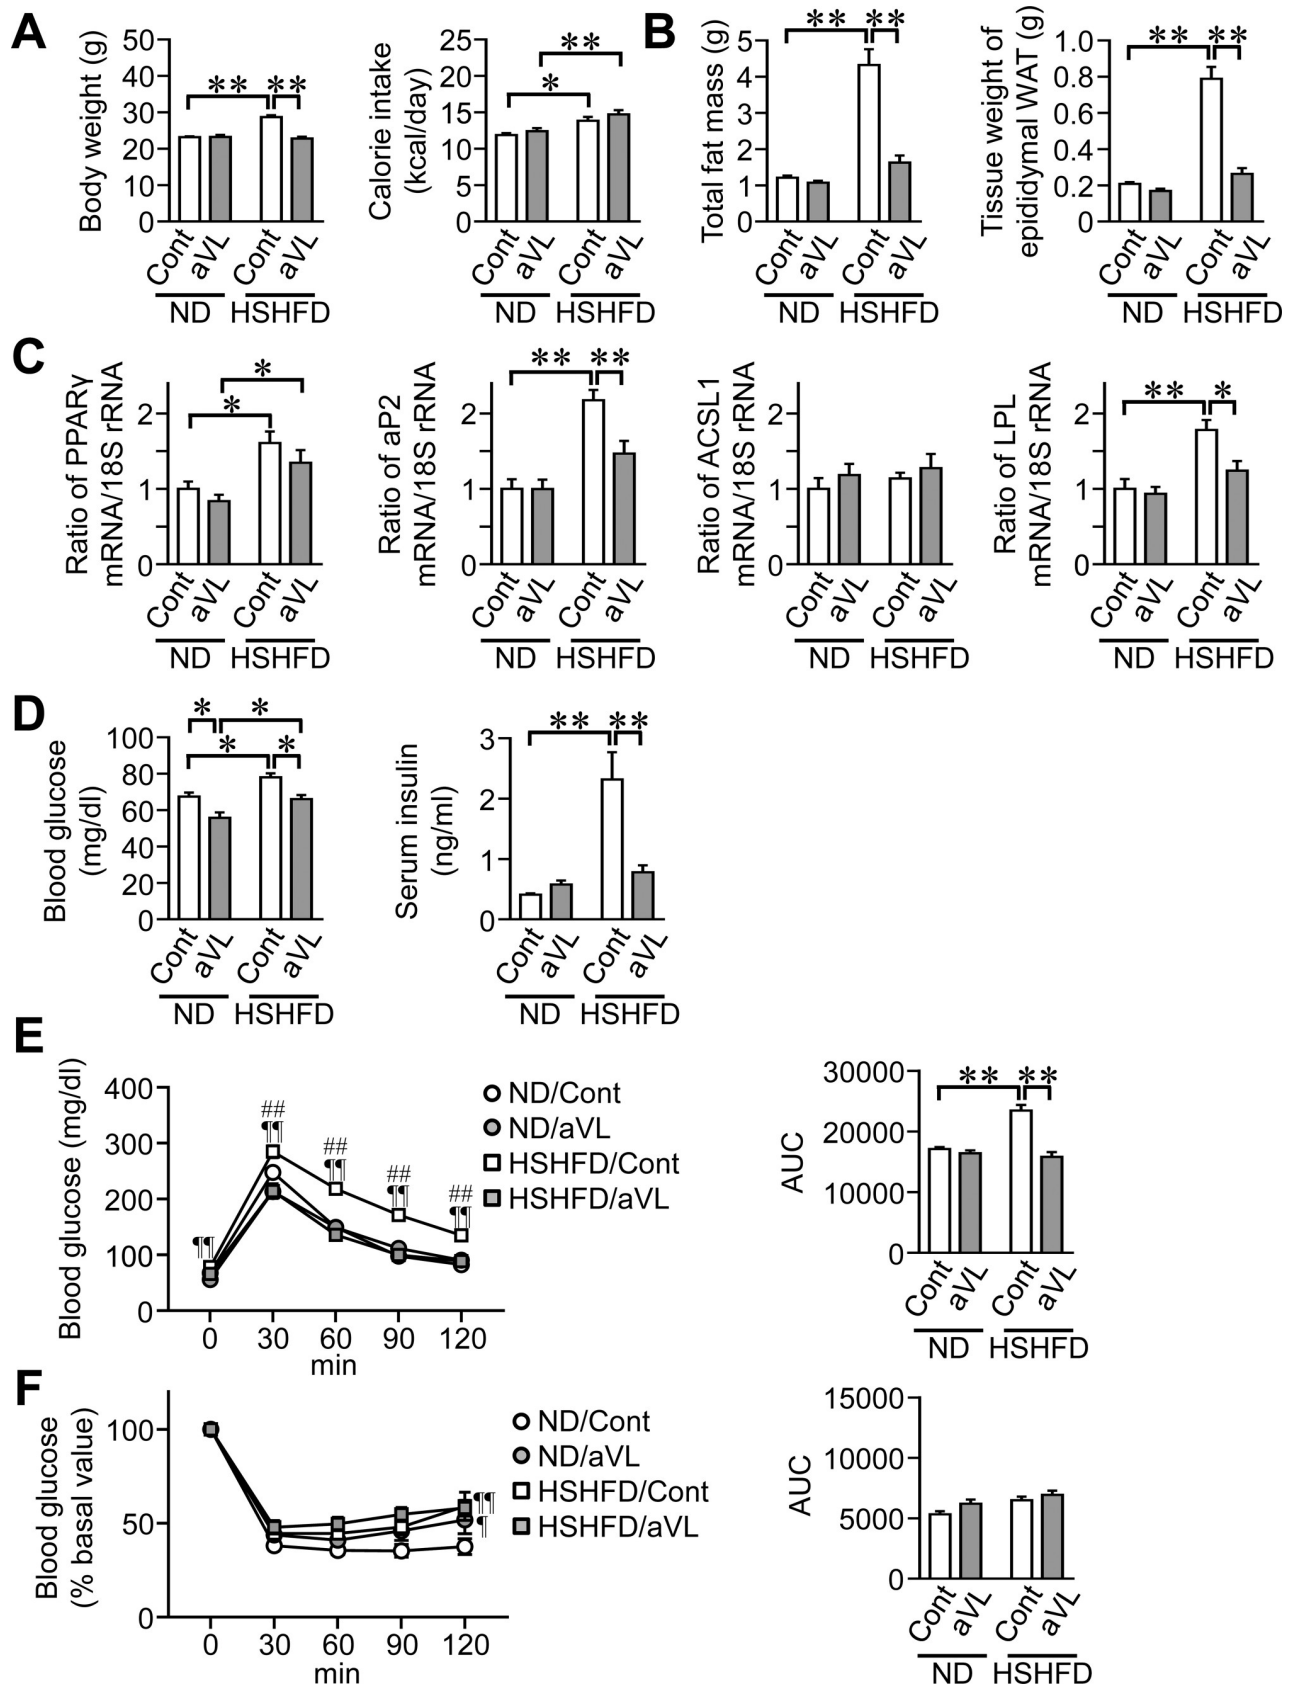 A
Body weight (g)
50
40
30
20
10
0
** **
Cont
aVL
Cont
aVL
ND
HSHFD
Calorie intake
(kcal/day)
25
20
15
10
5
0
**
*
Cont
aVL
Cont
aVL
ND
HSHFD
B
Total fat mass (g)
5
4
3
2
1
0
** **
Cont
aVL
Cont
aVL
ND
HSHFD
Tissue weight of
epididymal WAT (g)
1.0
0.8
0.6
0.4
0.2
0
** **
Cont
aVL
Cont
aVL
ND
HSHFD
C
Ratio of PPARγ
mRNA/18S rRNA
2
1
0
*
*
Cont
aVL
Cont
aVL
ND
HSHFD
Ratio of aP2
mRNA/18S rRNA
2
1
0
** **
Cont
aVL
Cont
aVL
ND
HSHFD
Ratio of ACSL1
mRNA/18S rRNA
2
1
0
Cont
aVL
Cont
aVL
ND
HSHFD
Ratio of LPL
mRNA/18S rRNA
2
1
0
** *
Cont
aVL
Cont
aVL
ND
HSHFD
D
Blood glucose
(mg/dl)
100
80
60
40
20
0
* *
* *
Cont
aVL
Cont
aVL
ND
HSHFD
Serum insulin
(ng/ml)
3
2
1
0
** **
Cont
aVL
Cont
aVL
ND
HSHFD
E
Blood glucose (mg/dl)
400
300
200
100
0
¶¶
##
¶¶
##
¶¶
##
¶¶
##
¶¶
0 30 60 90 120
min
ND/Cont
ND/aVL
HSHFD/Cont
HSHFD/aVL
AUC
30000
20000
10000
0
** **
Cont
aVL
Cont
aVL
ND
HSHFD
F
Blood glucose
(% basal value)
100
50
0
¶¶
¶
0 30 60 90 120
min
ND/Cont
ND/aVL
HSHFD/Cont
HSHFD/aVL
AUC
15000
10000
5000
0
Cont
aVL
Cont
aVL
ND
HSHFD